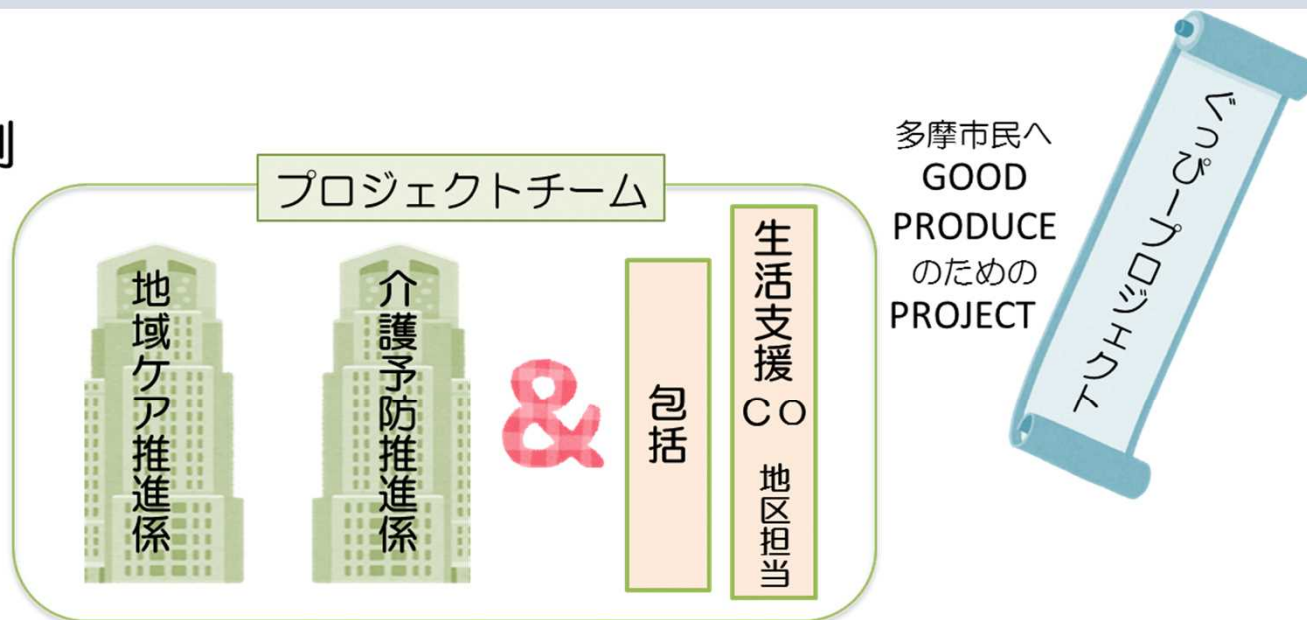 プロジェクトチーム
地域ケア推進係
介護予防推進係
&
包括
生活支援CO 地区担当
多摩市民へ
GOOD
PRODUCE
のための
PROJECT
ぐっぴープロジェクト